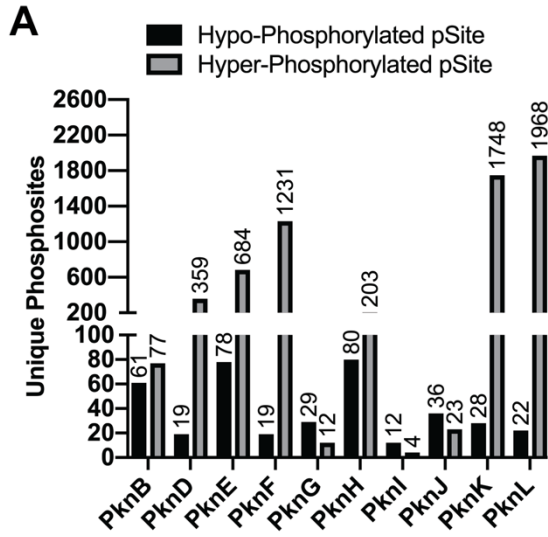 A
Hypo-Phosphorylated pSite
Hyper-Phosphorylated pSite
Unique Phosphosites
2600
2200
1800
1400
1000
600
200
100
80
60
40
20
0
61
77
19
359
78
684
19
1231
29
12
80
203
12
4
36
23
28
1748
22
1968
PknB
PknD
PknE
PknF
PknG
PknH
PknI
PknJ
PknK
PknL